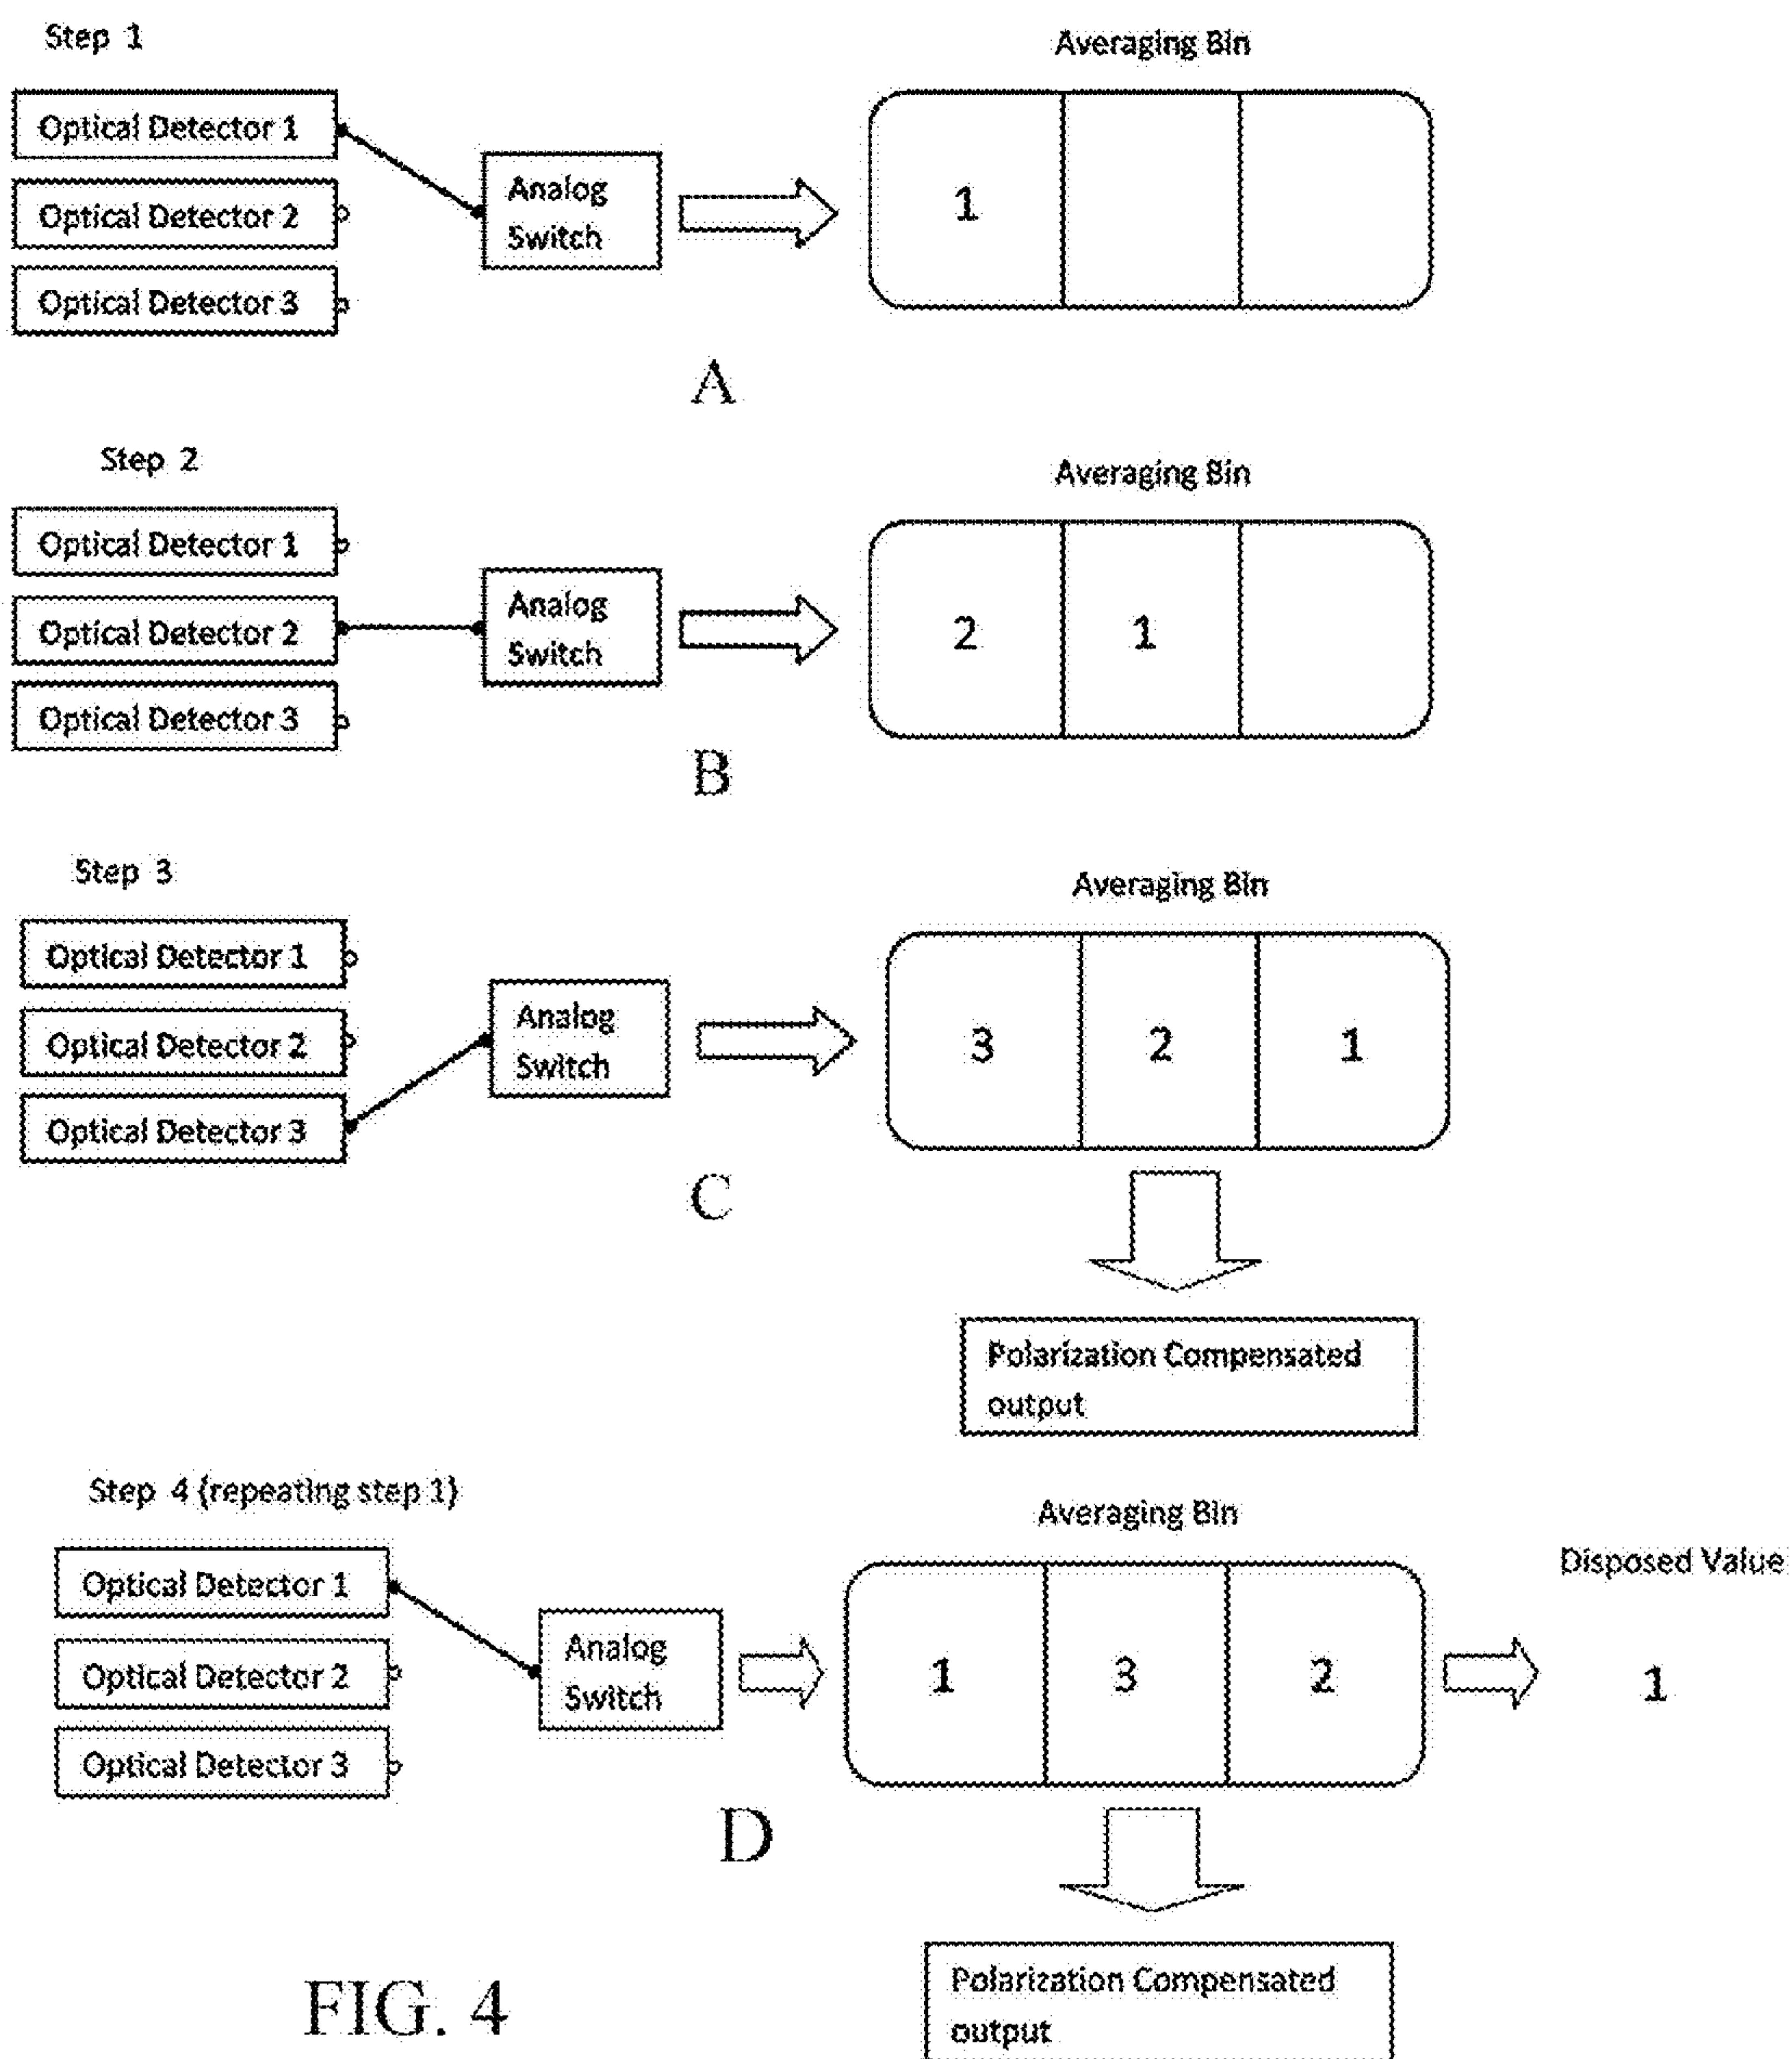 Step 1
Averaging Bin
Optical Detector 1
Optical Detector 2
Optical Detector 3
Analog
Switch
1
A
Step 2
Averaging Bin
Optical Detector 1
Optical Detector 2
Optical Detector 3
Analog
Switch
2 1
B
Step 3
Averaging Bin
Optical Detector 1
Optical Detector 2
Optical Detector 3
Analog
Switch
3 2 1
C
Polarization Compensated
output
Step 4 (repeating step 1)
Averaging Bin
Disposed Value
Optical Detector 1
Optical Detector 2
Optical Detector 3
Analog
Switch
1 3 2
1
D
Polarization Compensated
output
FIG. 4